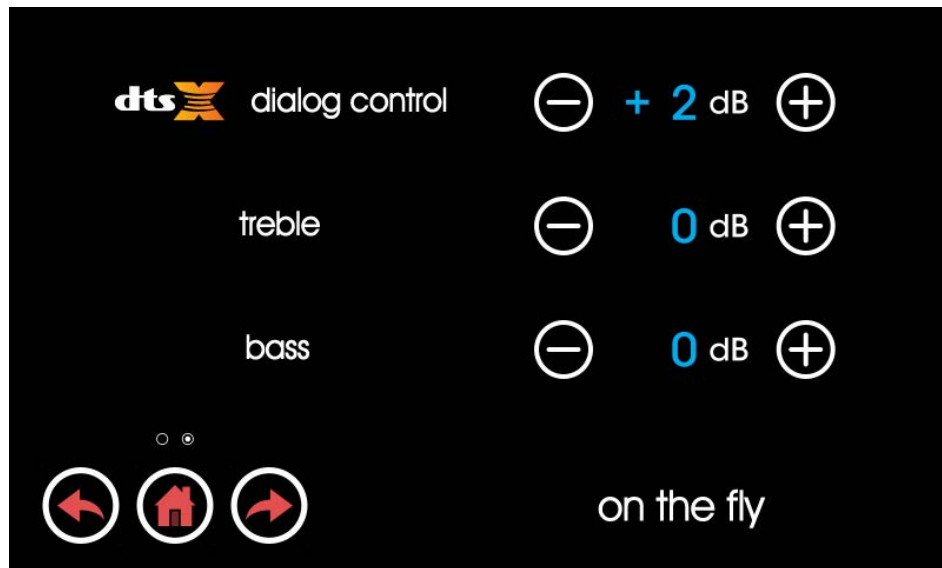 dts X dialog control − + 2 dB +
treble − 0 dB +
bass − 0 dB +
on the fly